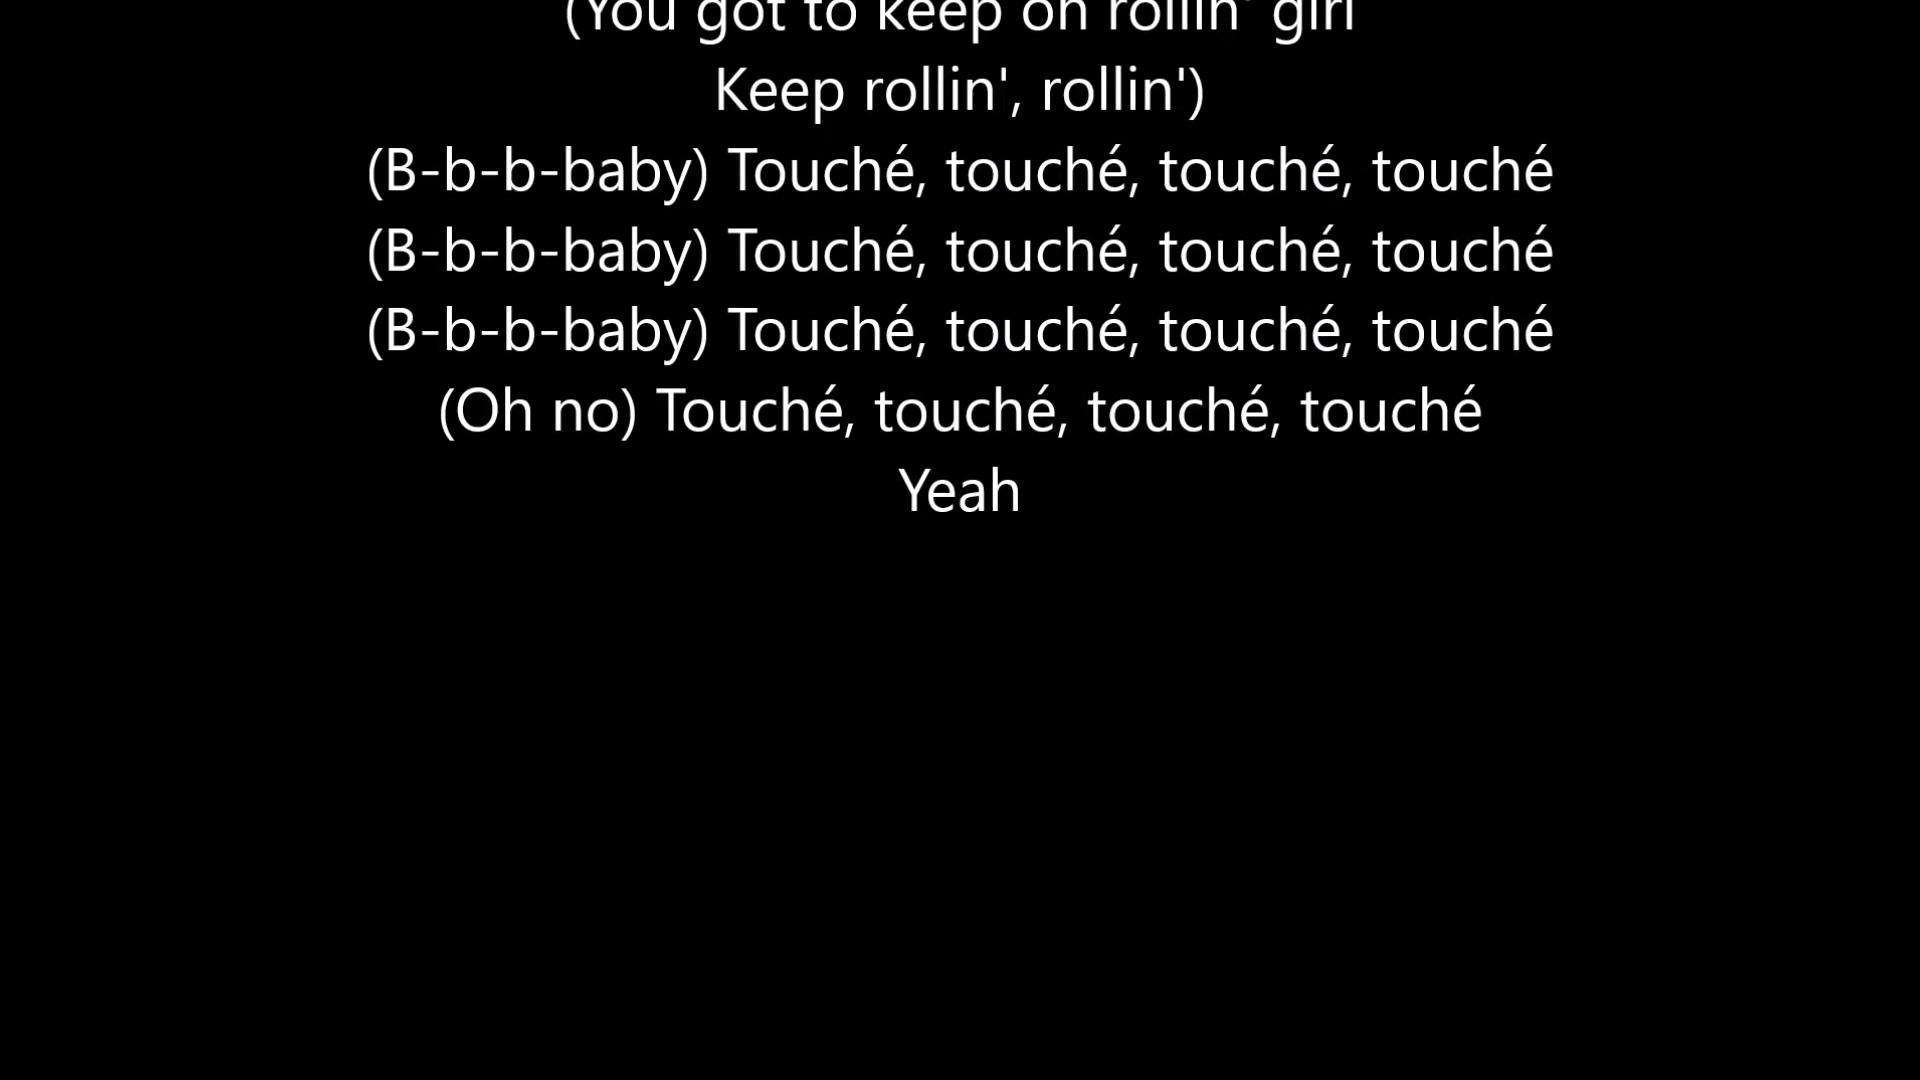 (You got to keep on rollin' girl
Keep rollin', rollin')
(B-b-b-baby) Touché, touché, touché, touché
(B-b-b-baby) Touché, touché, touché, touché
(B-b-b-baby) Touché, touché, touché, touché
(Oh no) Touché, touché, touché, touché
Yeah